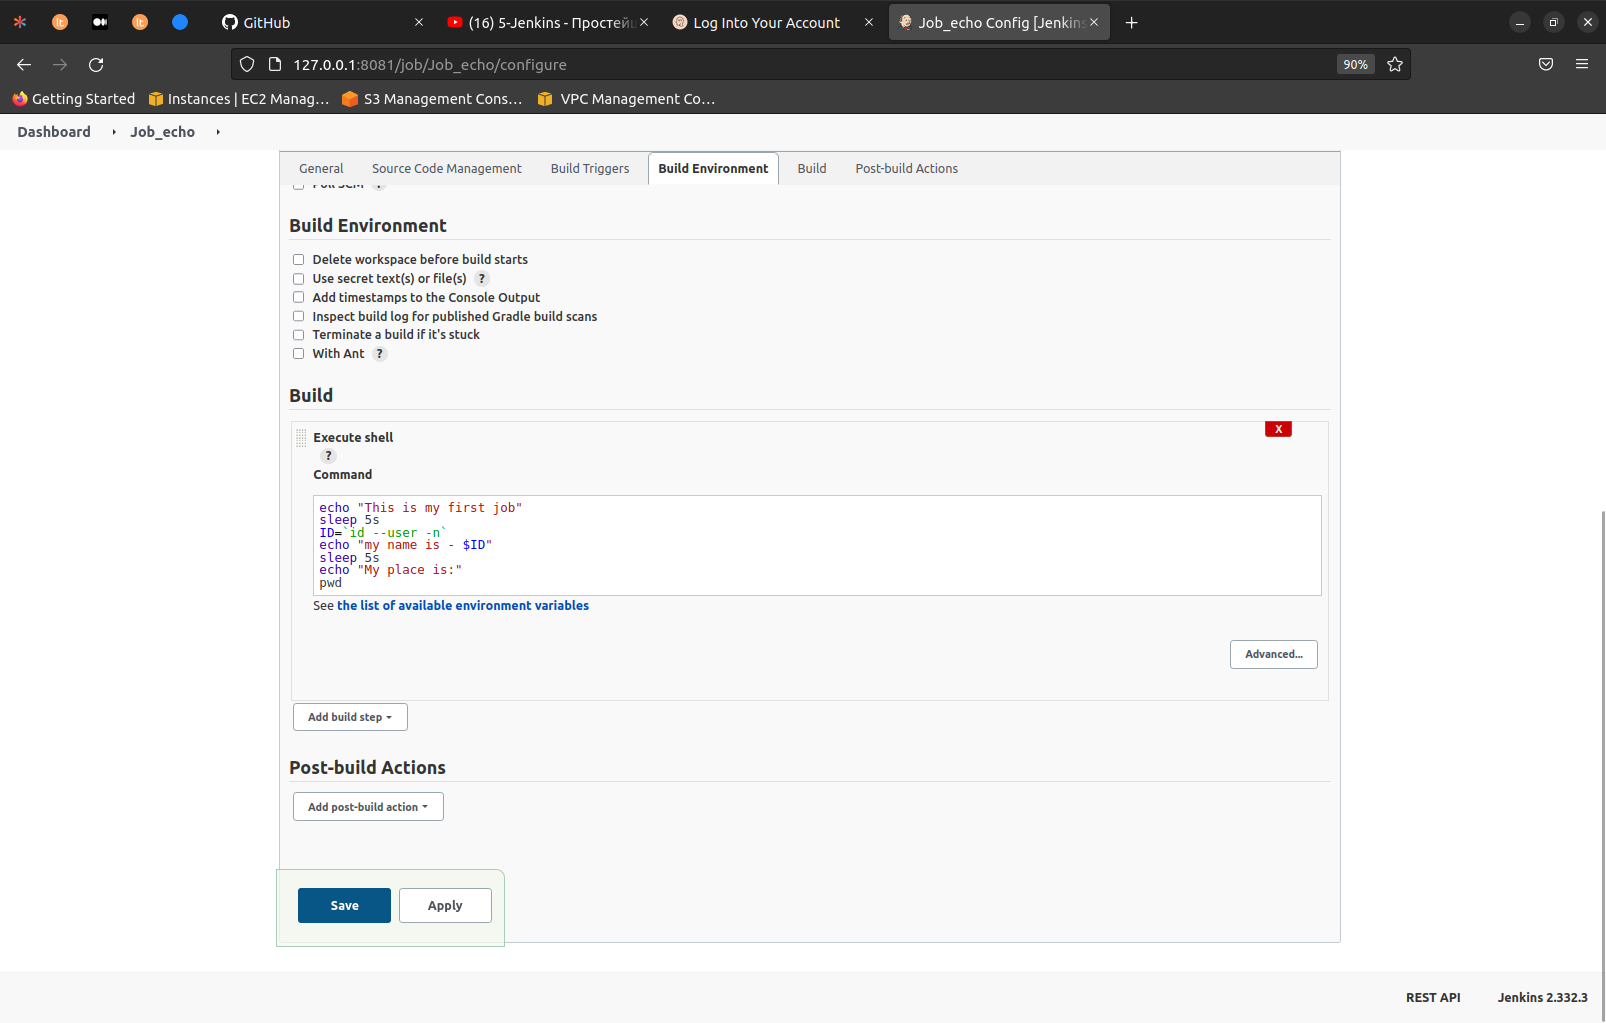 GitHub
(16) 5-Jenkins - Простейш
Log Into Your Account
Job_echo Config [Jenkins
127.0.0.1:8081/job/Job_echo/configure
90%
Getting Started
Instances | EC2 Manag…
S3 Management Cons…
VPC Management Co…
Dashboard
Job_echo
General
Source Code Management
Build Triggers
Build Environment
Build
Post-build Actions
Poll SCM ?
Build Environment
Delete workspace before build starts
Use secret text(s) or file(s) ?
Add timestamps to the Console Output
Inspect build log for published Gradle build scans
Terminate a build if it's stuck
With Ant ?
Build
X
Execute shell
?
Command
echo "This is my first job"
sleep 5s
ID=`id --user -n`
echo "my name is - $ID"
sleep 5s
echo "My place is:"
pwd
See the list of available environment variables
Advanced...
Add build step
Post-build Actions
Add post-build action
Save
Apply
REST API
Jenkins 2.332.3